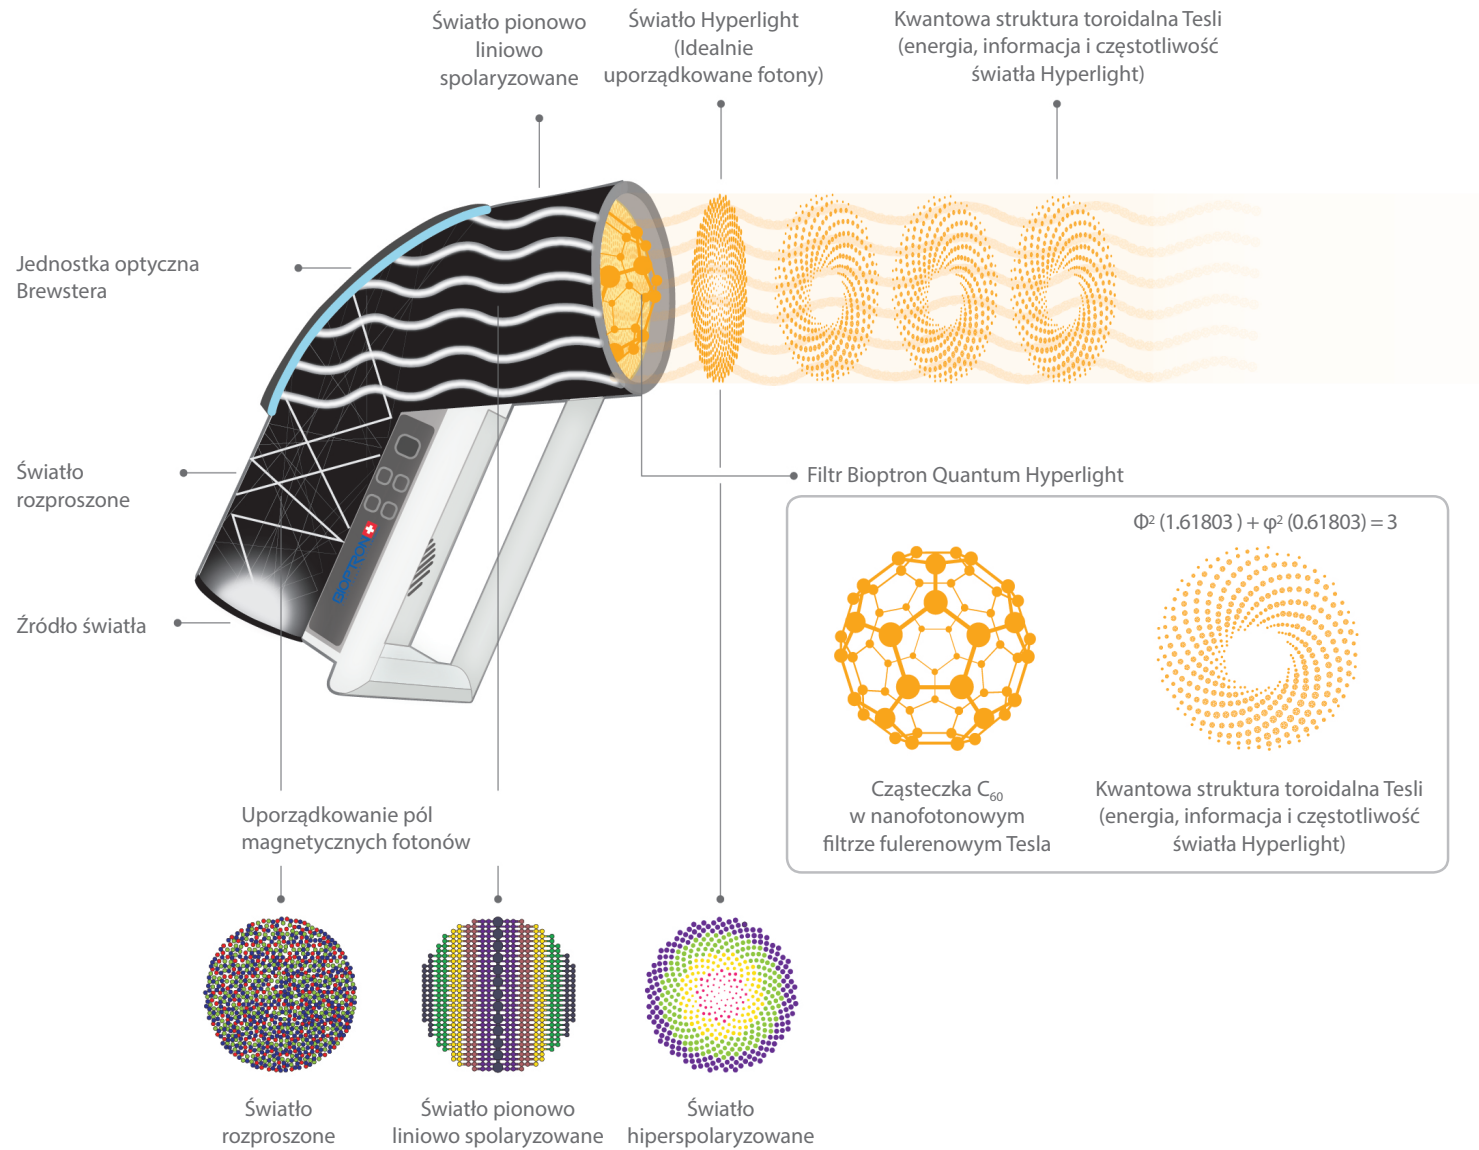 Światło pionowo
liniowo
spolaryzowane
Światło Hyperlight
(Idealnie
uporządkowane fotony)
Kwantowa struktura toroidalna Tesli
(energia, informacja i częstotliwość
światła Hyperlight)
Jednostka optyczna
Brewstera
Światło
rozproszone
Źródło światła
BIOPTRON
Filtr Bioptron Quantum Hyperlight
Φ² (1.61803 ) + φ² (0.61803) = 3
Cząsteczka C₆₀
w nanofotonowym
filtrze fulerenowym Tesla
Kwantowa struktura toroidalna Tesli
(energia, informacja i częstotliwość
światła Hyperlight)
Uporządkowanie pól
magnetycznych fotonów
Światło
rozproszone
Światło pionowo
liniowo spolaryzowane
Światło
hiperspolaryzowane